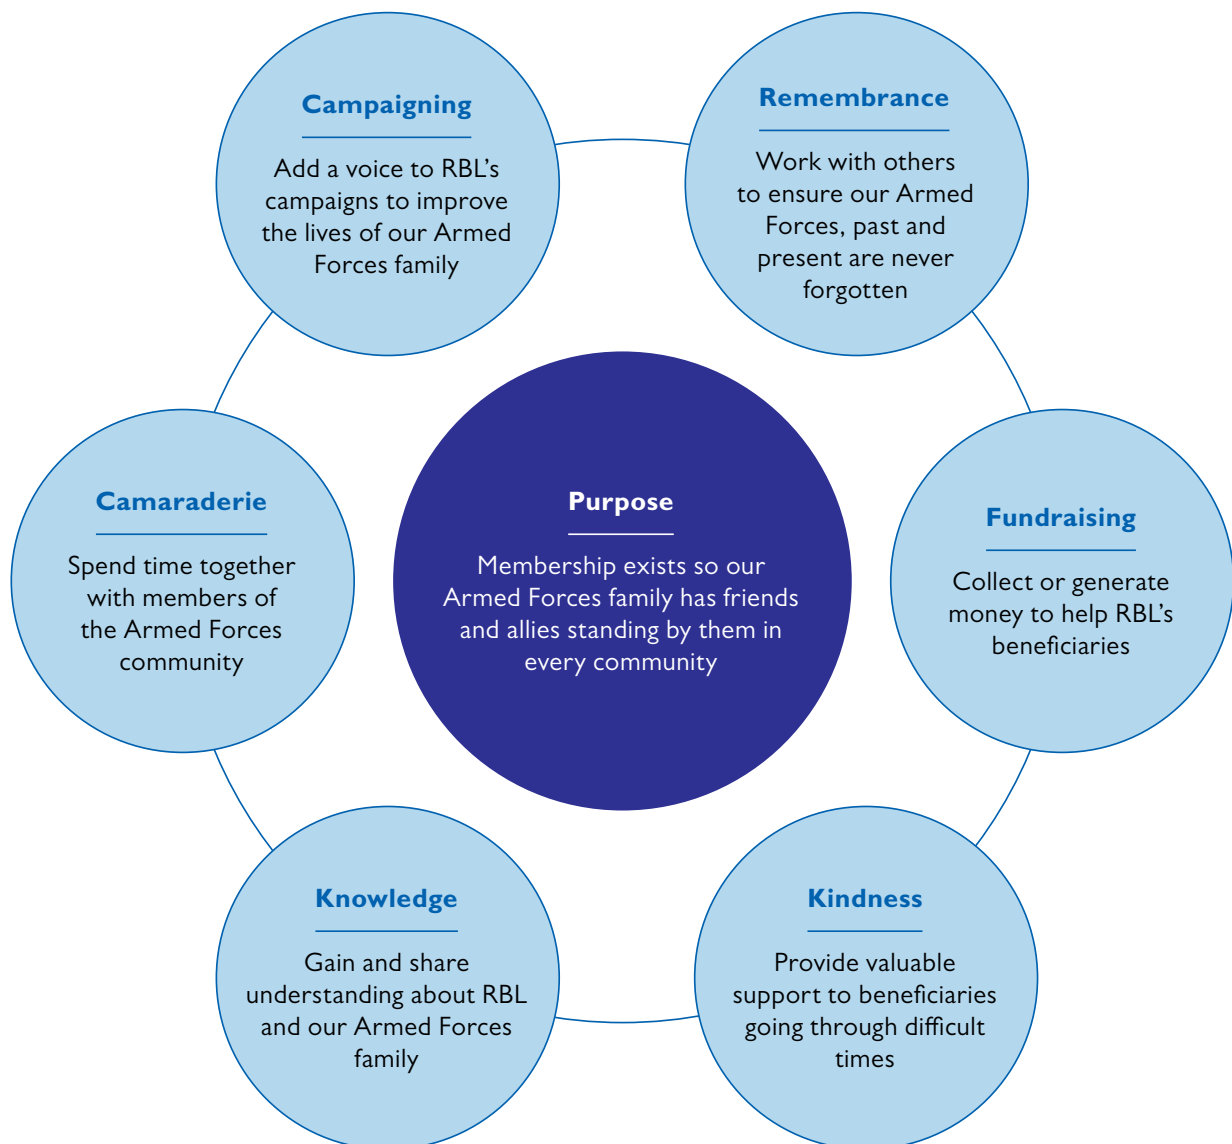 Campaigning
Add a voice to RBL’s
campaigns to improve
the lives of our Armed
Forces family
Remembrance
Work with others
to ensure our Armed
Forces, past and
present are never
forgotten
Camaraderie
Spend time together
with members of
the Armed Forces
community
Purpose
Membership exists so our
Armed Forces family has friends
and allies standing by them in
every community
Fundraising
Collect or generate
money to help RBL’s
beneficiaries
Knowledge
Gain and share
understanding about RBL
and our Armed Forces
family
Kindness
Provide valuable
support to beneficiaries
going through difficult
times